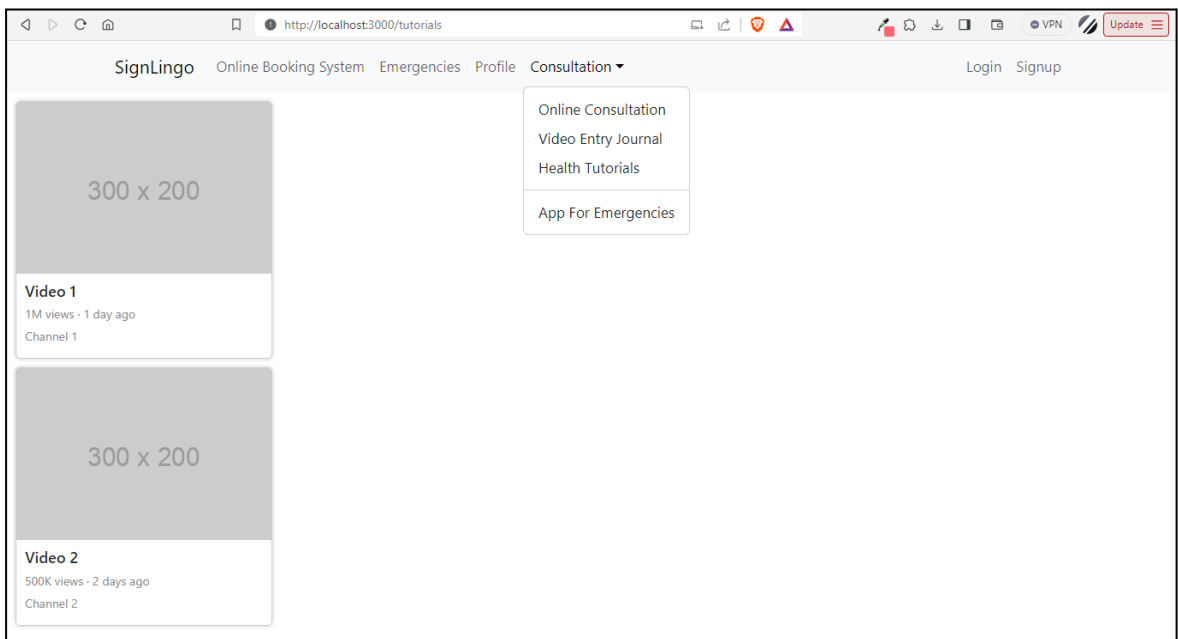 http://localhost:3000/tutorials VPN Update
SignLingo Online Booking System Emergencies Profile Consultation Login Signup
Online Consultation
Video Entry Journal
Health Tutorials
App For Emergencies
300 x 200
Video 1
1M views · 1 day ago
Channel 1
300 x 200
Video 2
500K views · 2 days ago
Channel 2